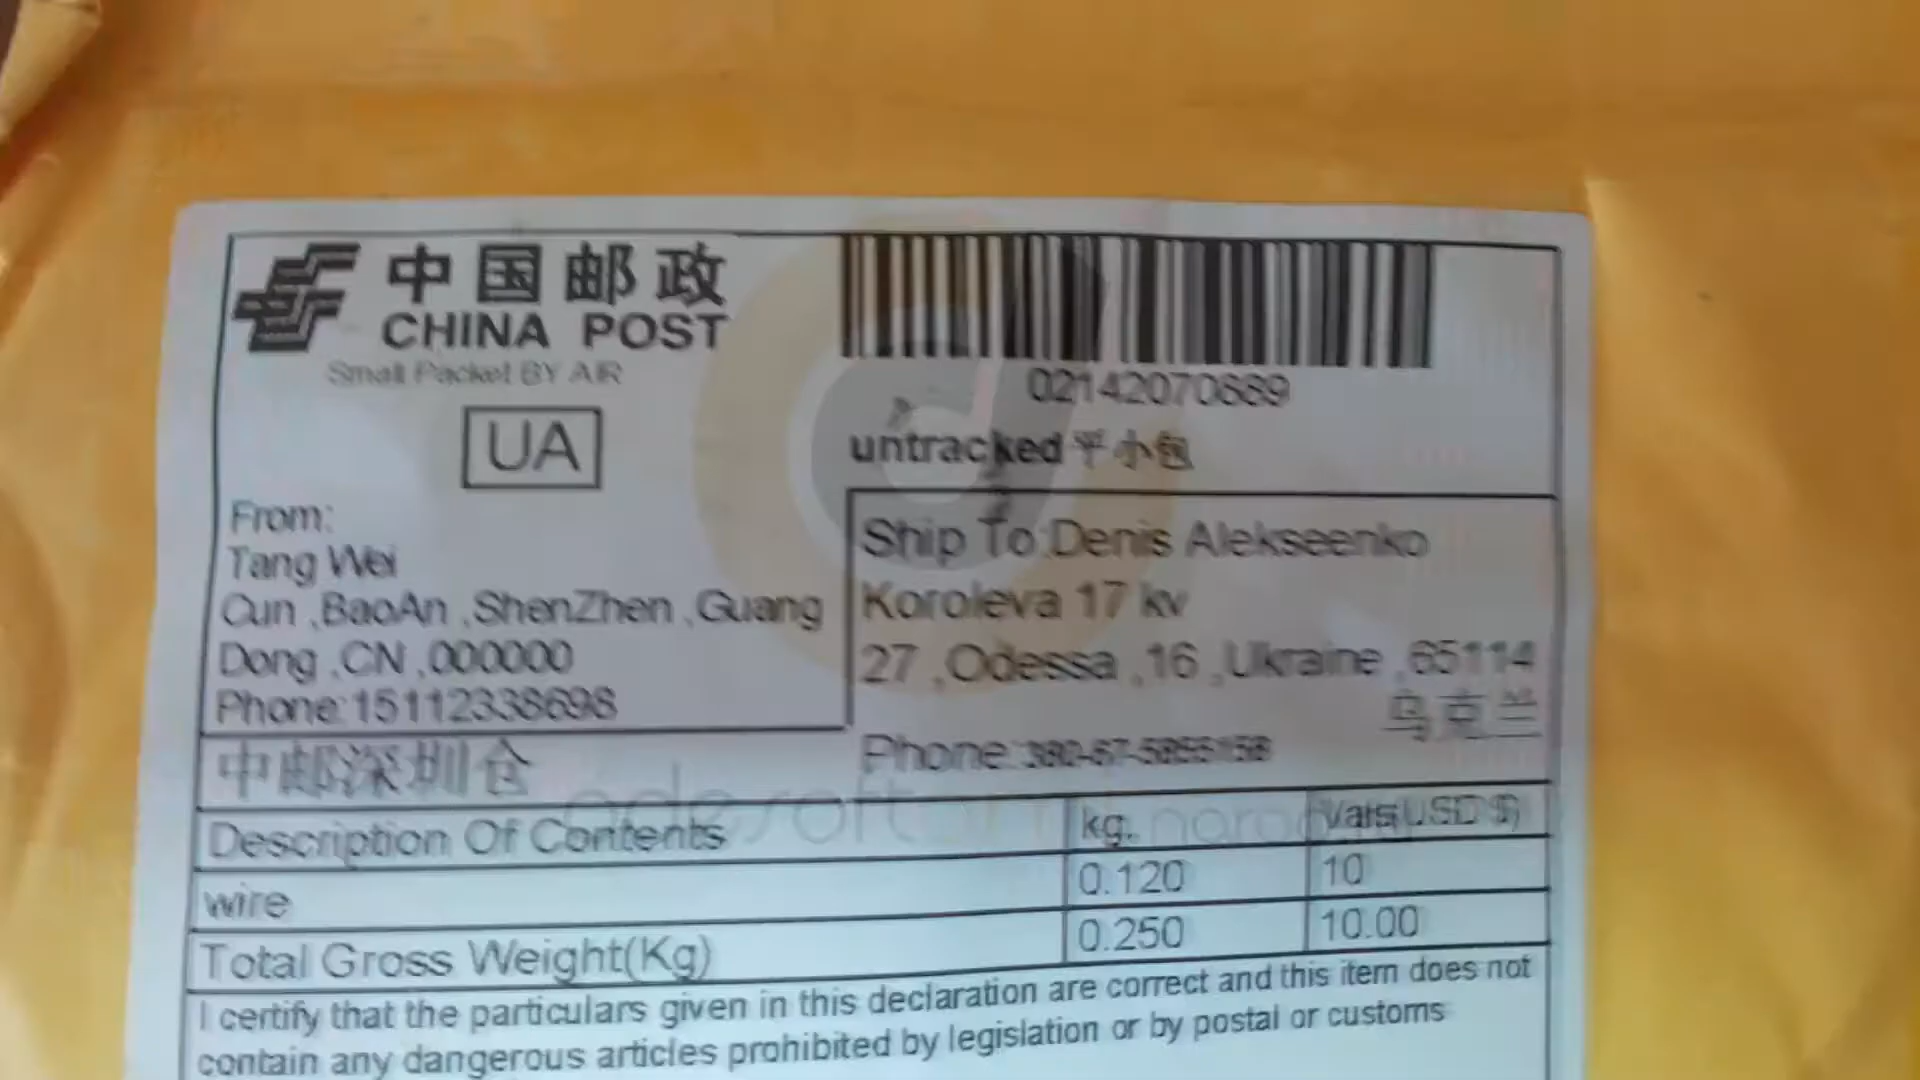 中国邮政
CHINA POST
Small Packet BY AIR
UA
02142070889
untracked 平小包
From:
Tang Wei
Cun ,BaoAn ,ShenZhen ,Guang
Dong ,CN ,000000
Phone:15112338698
中邮深圳仓
Ship To:Denis Alekseenko
Koroleva 17 kv
27 ,Odessa ,16 ,Ukraine ,65114
乌克兰
Phone:380-67-5855158
Description Of Contents kg. Val(USD $)
wire 0.120 10
Total Gross Weight(Kg) 0.250 10.00
I certify that the particulars given in this declaration are correct and this item does not
contain any dangerous articles prohibited by legislation or by postal or customs